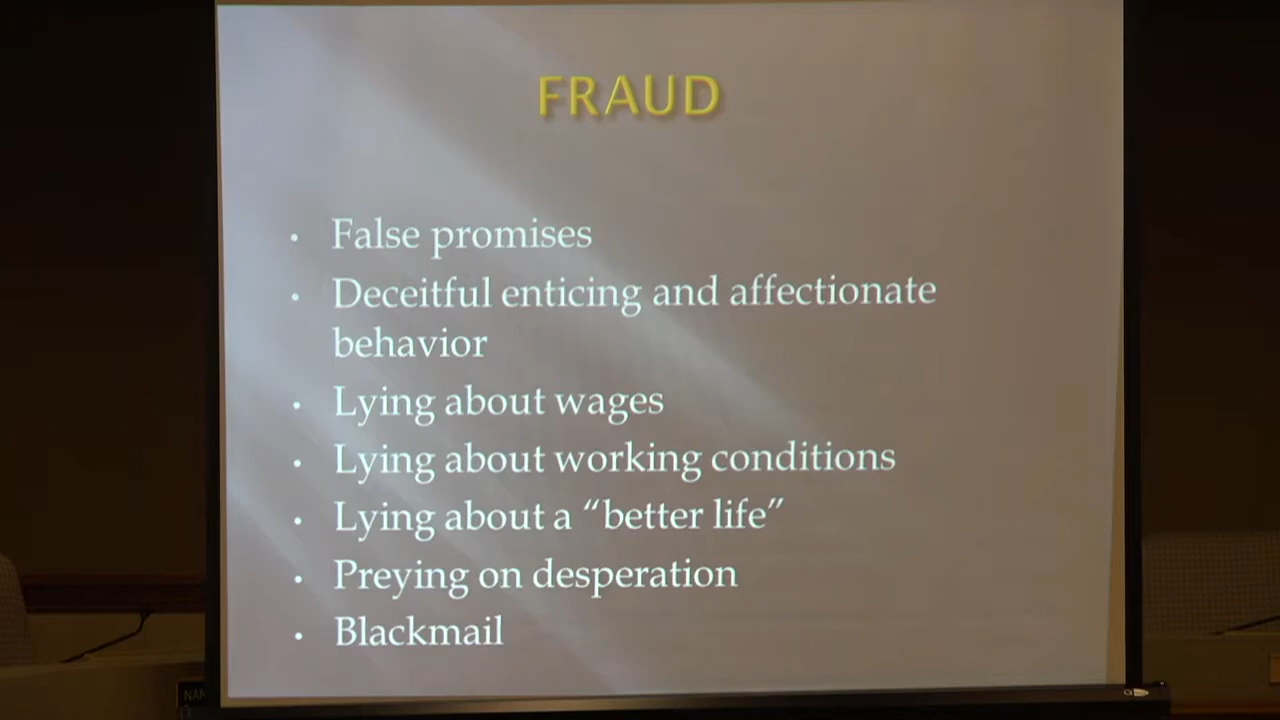 FRAUD
• False promises
• Deceitful enticing and affectionate
behavior
• Lying about wages
• Lying about working conditions
• Lying about a “better life”
• Preying on desperation
• Blackmail
NAN